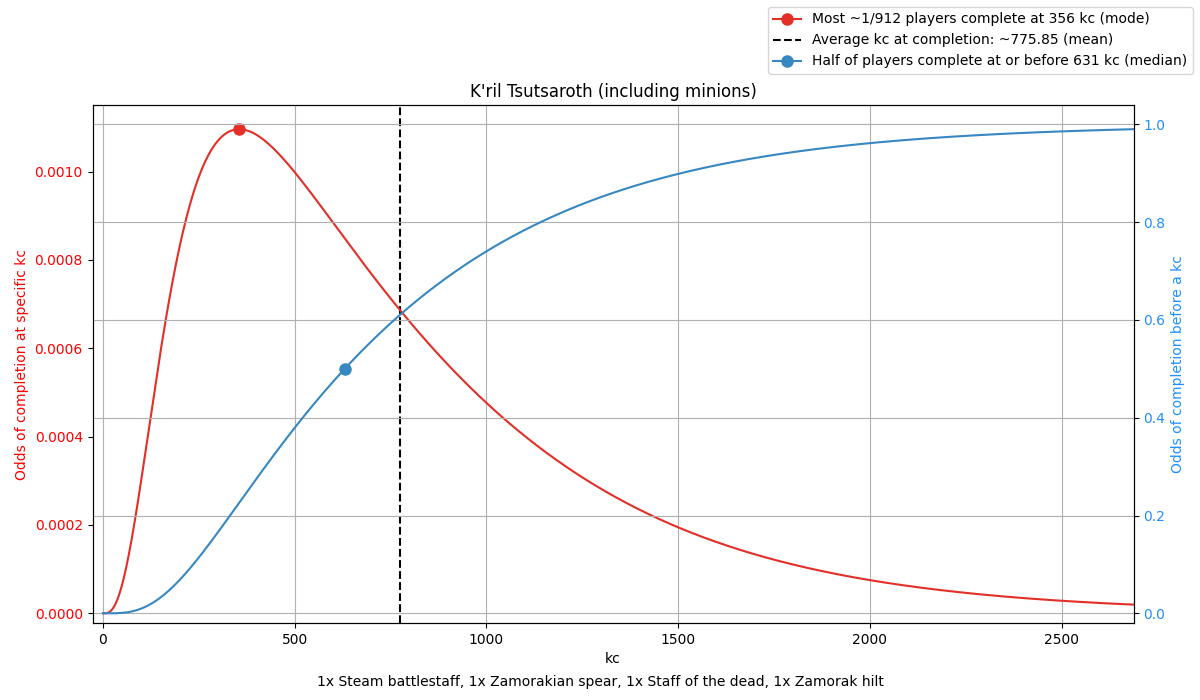 Most ~1/912 players complete at 356 kc (mode)
Average kc at completion: ~775.85 (mean)
Half of players complete at or before 631 kc (median)
K'ril Tsutsaroth (including minions)
Odds of completion at specific kc
0.0010
0.0008
0.0006
0.0004
0.0002
0.0000
1.0
0.8
0.6
0.4
0.2
0.0
Odds of completion before a kc
0 500 1000 1500 2000 2500
kc
1x Steam battlestaff, 1x Zamorakian spear, 1x Staff of the dead, 1x Zamorak hilt